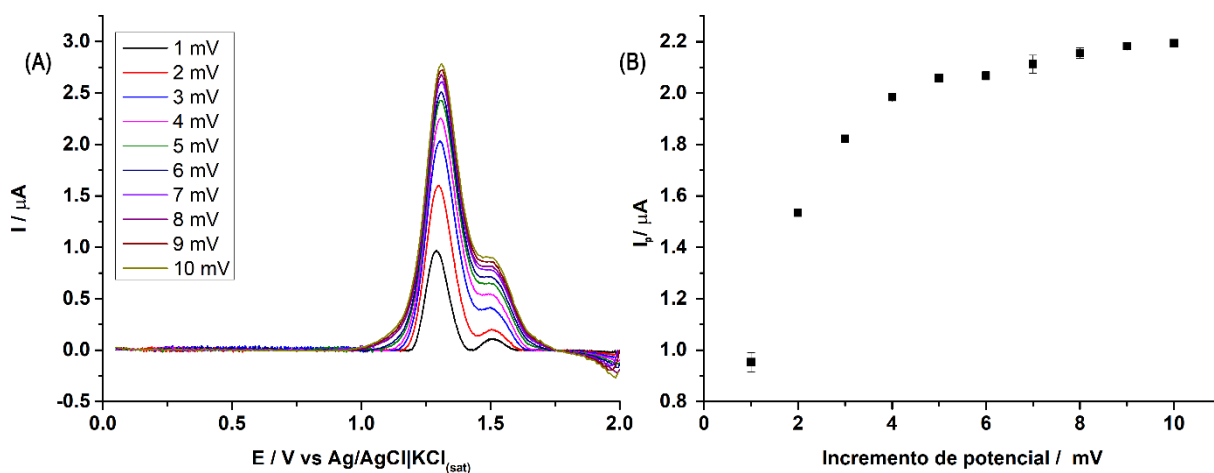 (A)
1 mV
2 mV
3 mV
4 mV
5 mV
6 mV
7 mV
8 mV
9 mV
10 mV
I / µA
3.0
2.5
2.0
1.5
1.0
0.5
0.0
-0.5
0.0 0.5 1.0 1.5 2.0
E / V vs Ag/AgCl|KCl(sat)
(B)
Ip/ µA
2.2
2.0
1.8
1.6
1.4
1.2
1.0
0.8
0 2 4 6 8 10
Incremento de potencial / mV